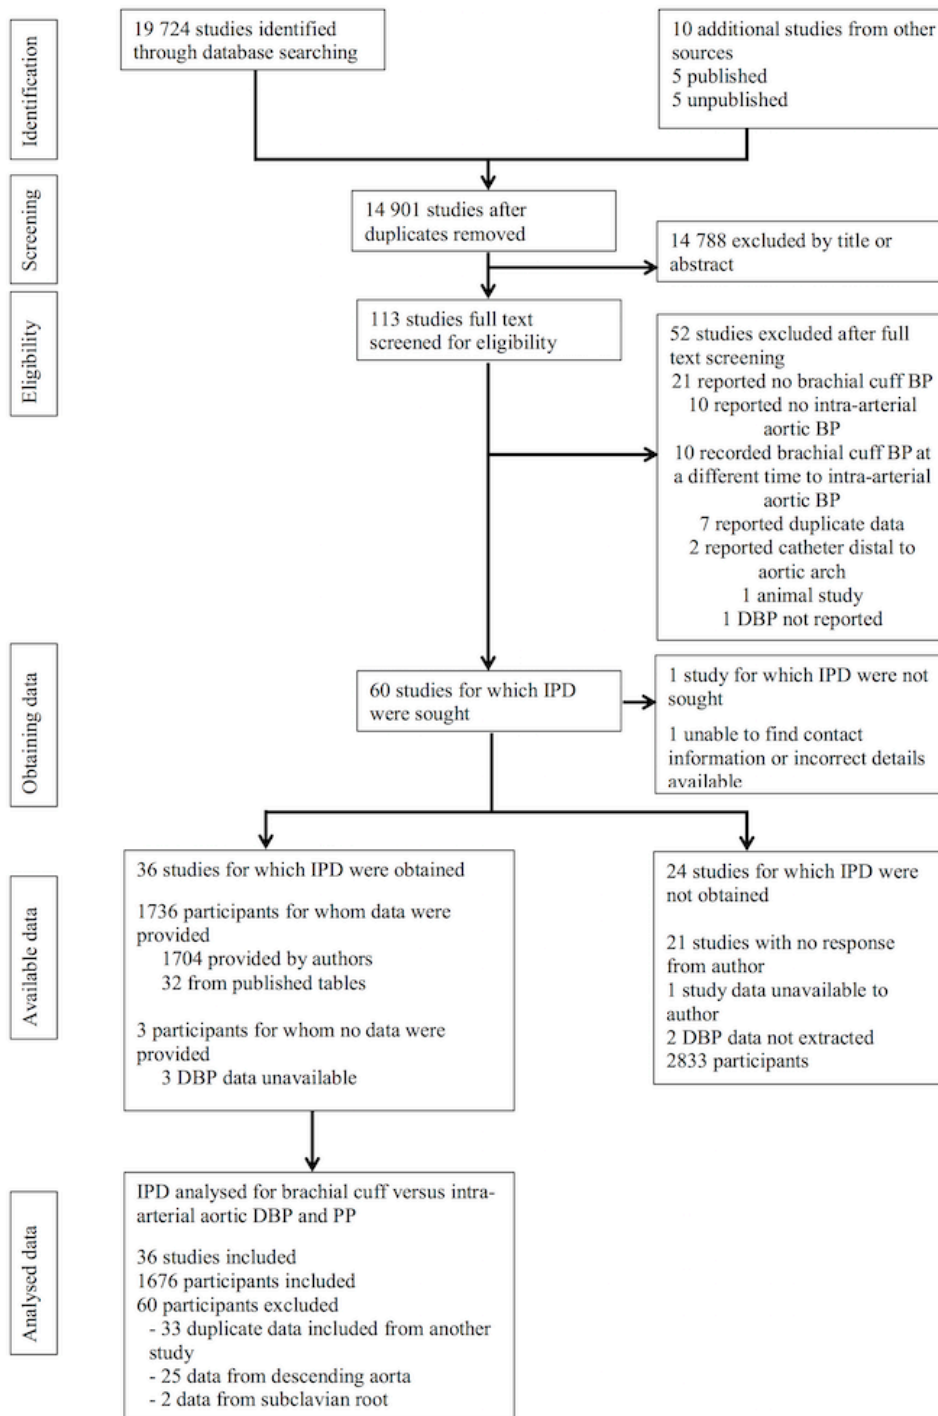 Identification
19 724 studies identified
through database searching
10 additional studies from other
sources
5 published
5 unpublished
Screening
14 901 studies after
duplicates removed
14 788 excluded by title or
abstract
Eligibility
113 studies full text
screened for eligibility
52 studies excluded after full
text screening
21 reported no brachial cuff BP
10 reported no intra-arterial
aortic BP
10 recorded brachial cuff BP at
a different time to intra-arterial
aortic BP
7 reported duplicate data
2 reported catheter distal to
aortic arch
1 animal study
1 DBP not reported
Obtaining data
60 studies for which IPD
were sought
1 study for which IPD were not
sought
1 unable to find contact
information or incorrect details
available
Available data
36 studies for which IPD were obtained
1736 participants for whom data were
provided
1704 provided by authors
32 from published tables
3 participants for whom no data were
provided
3 DBP data unavailable
24 studies for which IPD were
not obtained
21 studies with no response
from author
1 study data unavailable to
author
2 DBP data not extracted
2833 participants
Analysed data
IPD analysed for brachial cuff versus intra-
arterial aortic DBP and PP
36 studies included
1676 participants included
60 participants excluded
- 33 duplicate data included from another
study
- 25 data from descending aorta
- 2 data from subclavian root